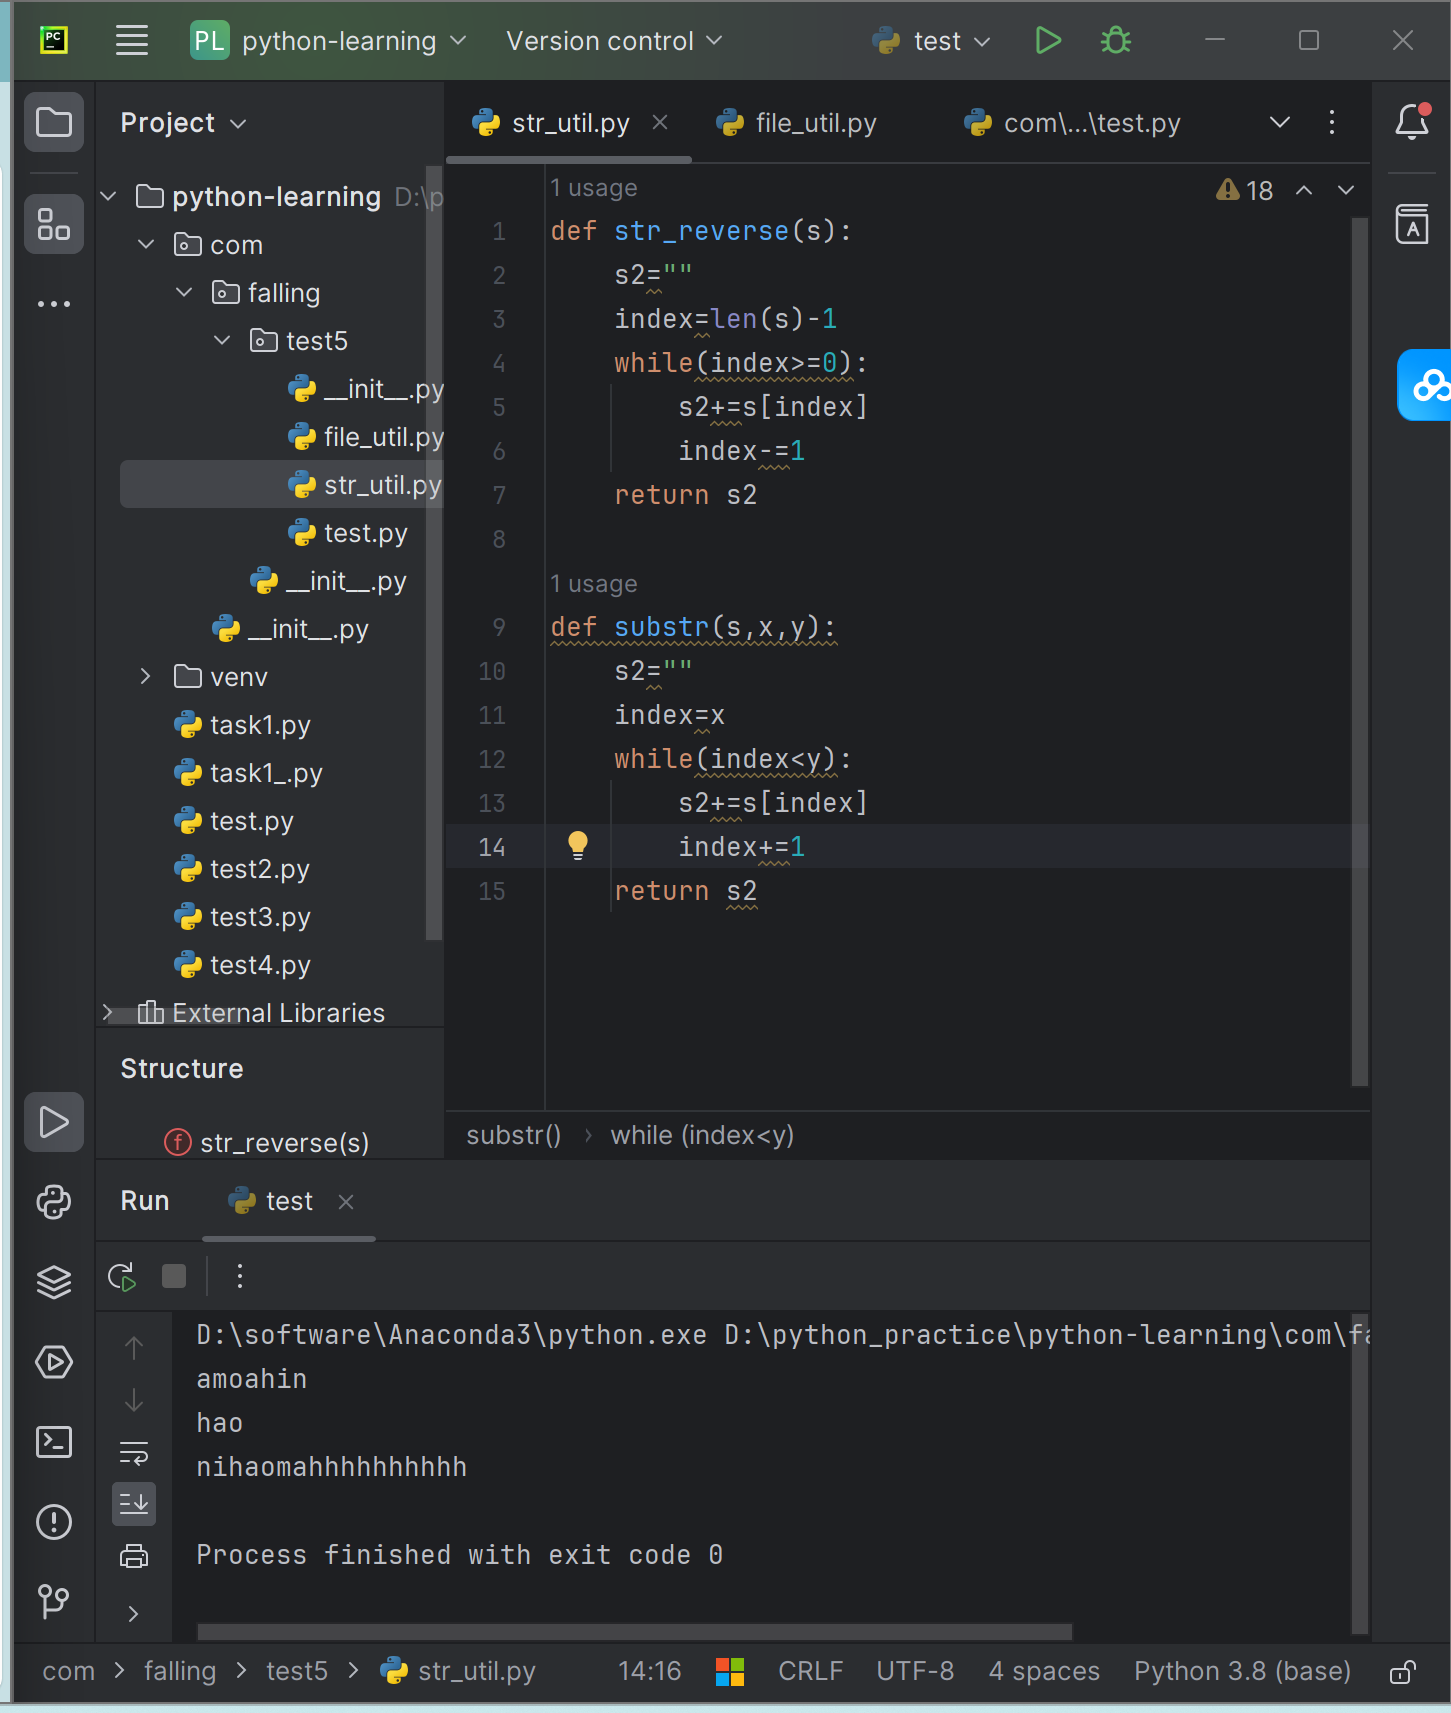 PC
PL python-learning Version control test
Project
str_util.py file_util.py com\...\test.py
python-learning D:\p
com
falling
test5
__init__.py
file_util.py
str_util.py
test.py
__init__.py
__init__.py
venv
task1.py
task1_.py
test.py
test2.py
test3.py
test4.py
External Libraries
1 usage
18
1 def str_reverse(s):
2 s2=""
3 index=len(s)-1
4 while(index>=0):
5 s2+=s[index]
6 index-=1
7 return s2
8
1 usage
9 def substr(s,x,y):
10 s2=""
11 index=x
12 while(index<y):
13 s2+=s[index]
14 index+=1
15 return s2
A
Structure
f str_reverse(s)
substr() › while (index<y)
Run test
D:\software\Anaconda3\python.exe D:\python_practice\python-learning\com\fa
amoahin
hao
nihaomahhhhhhhhhh
Process finished with exit code 0
com > falling > test5 > str_util.py 14:16 CRLF UTF-8 4 spaces Python 3.8 (base)